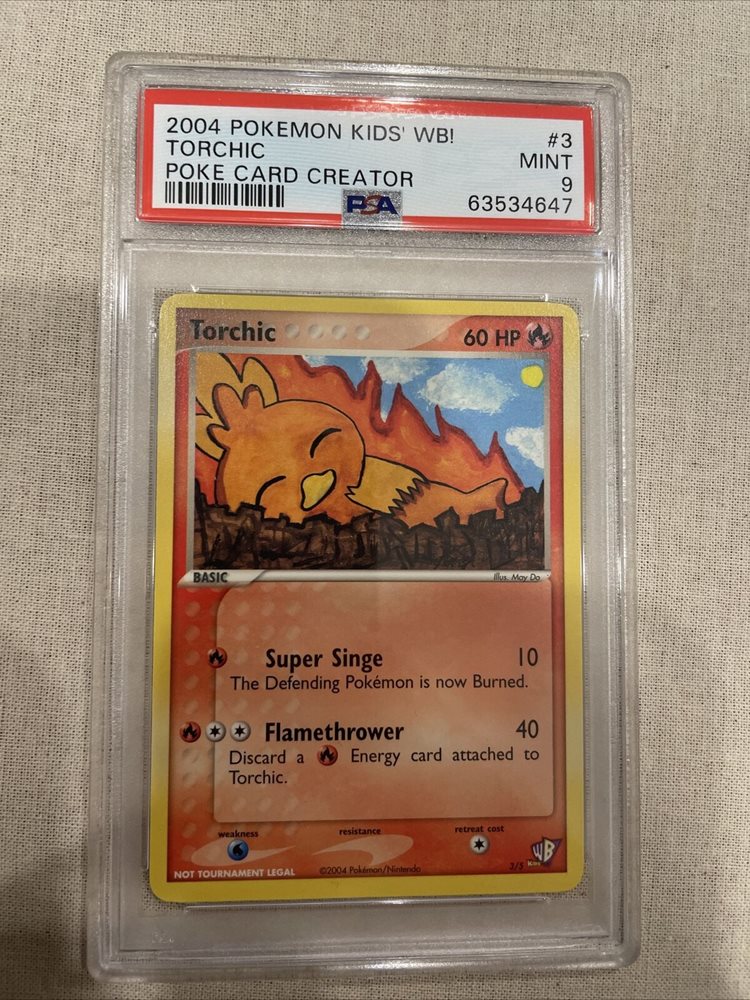 2004 POKEMON KIDS' WB! #3
TORCHIC MINT
POKE CARD CREATOR 9
PSA 63534647
Torchic 60 HP
BASIC Illus. May Do
Super Singe 10
The Defending Pokémon is now Burned.
Flamethrower 40
Discard a Energy card attached to
Torchic.
weakness resistance retreat cost
NOT TOURNAMENT LEGAL ©2004 Pokémon/Nintendo 3/5 Kids WB